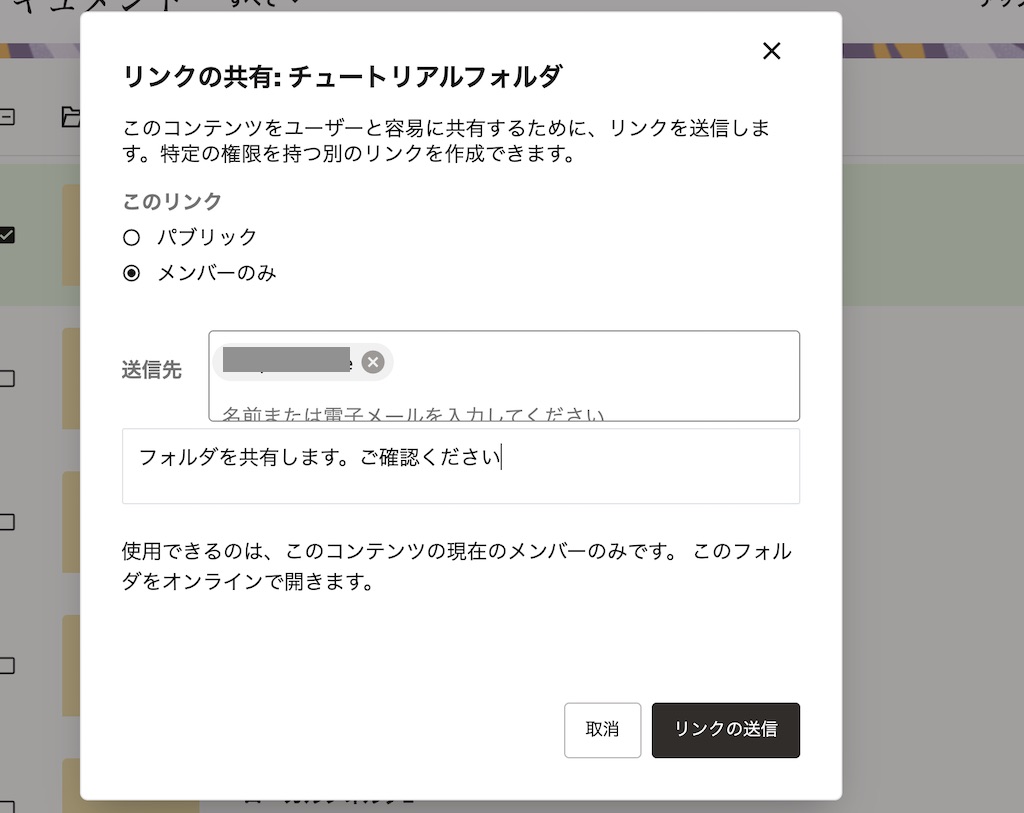 キュメント
すべて
リンクの共有: チュートリアルフォルダ
このコンテンツをユーザーと容易に共有するために、リンクを送信しま
す。特定の権限を持つ別のリンクを作成できます。
このリンク
パブリック
メンバーのみ
送信先
名前または電子メールを入力してください
フォルダを共有します。ご確認ください
使用できるのは、このコンテンツの現在のメンバーのみです。 このフォル
ダをオンラインで開きます。
取消
リンクの送信